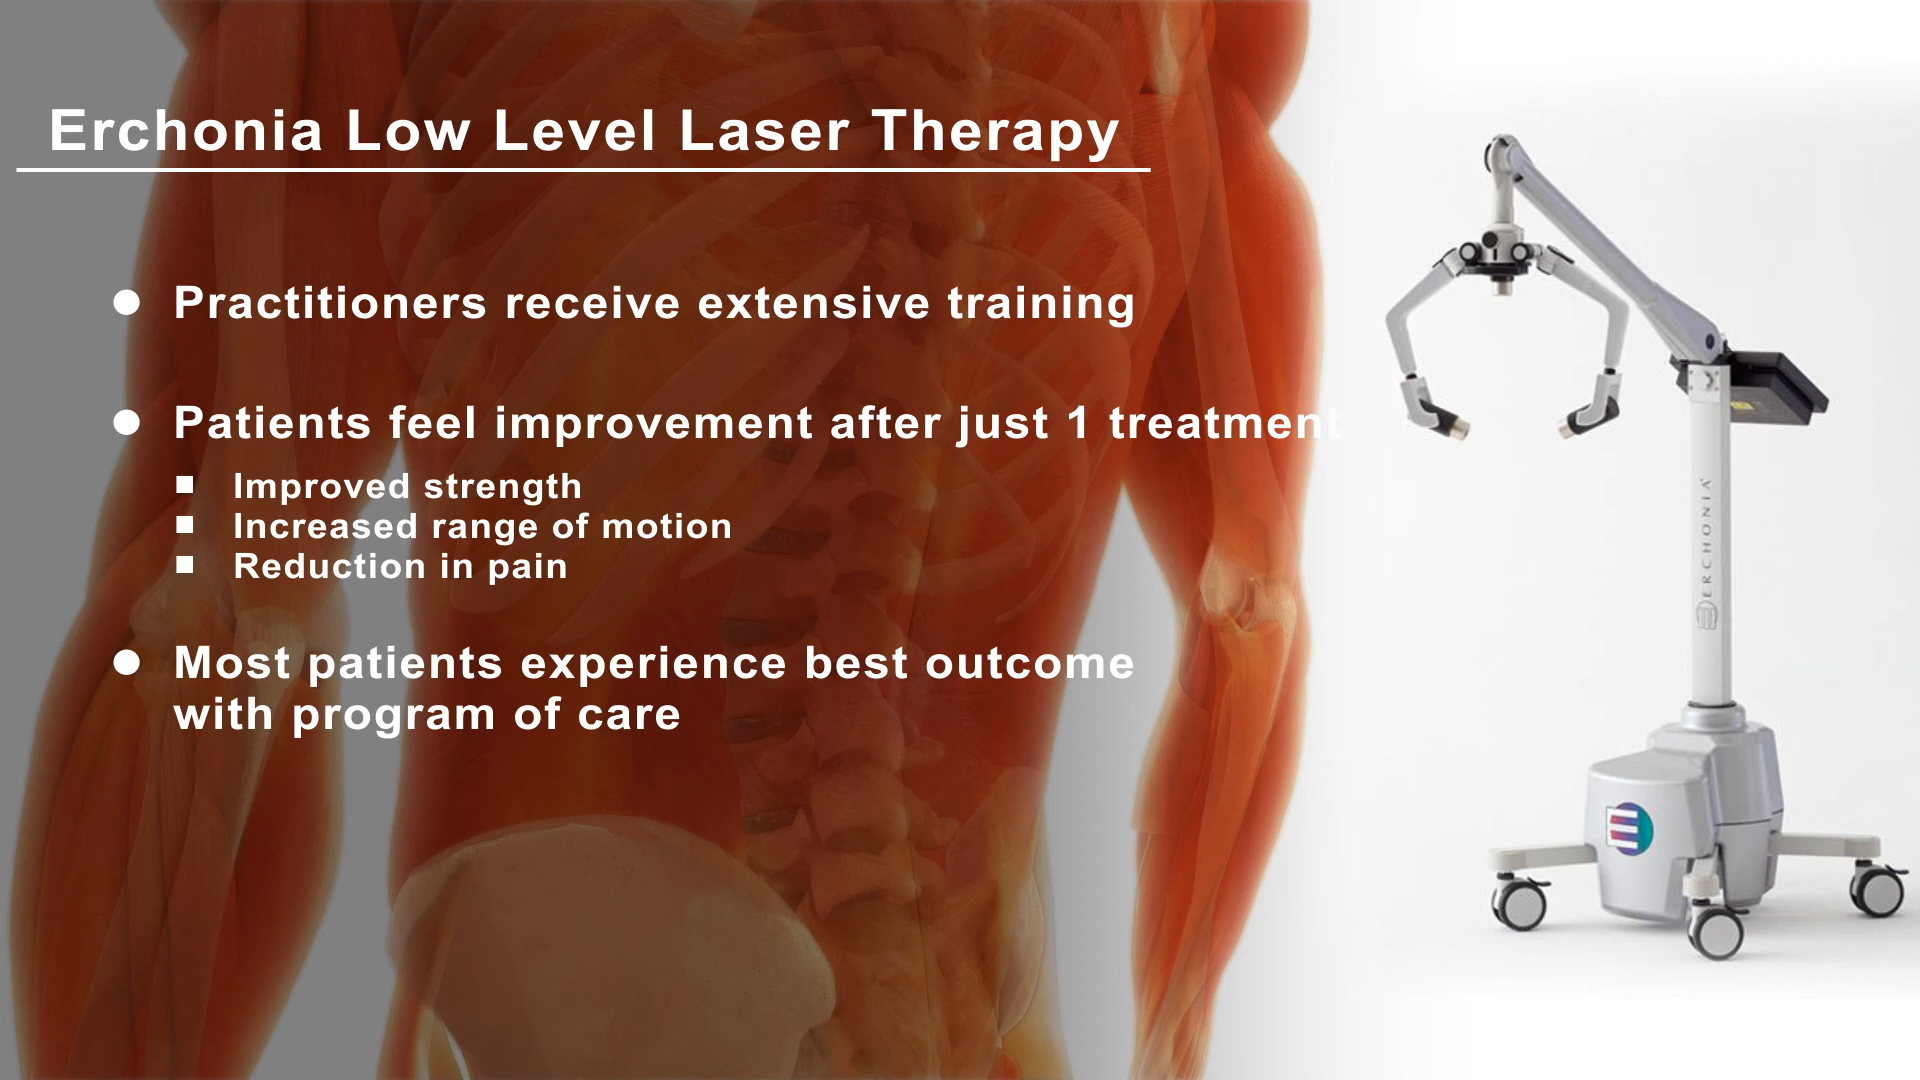 Erchonia Low Level Laser Therapy
● Practitioners receive extensive training
● Patients feel improvement after just 1 treatment
■ Improved strength
■ Increased range of motion
■ Reduction in pain
● Most patients experience best outcome
with program of care
ERCHONIA